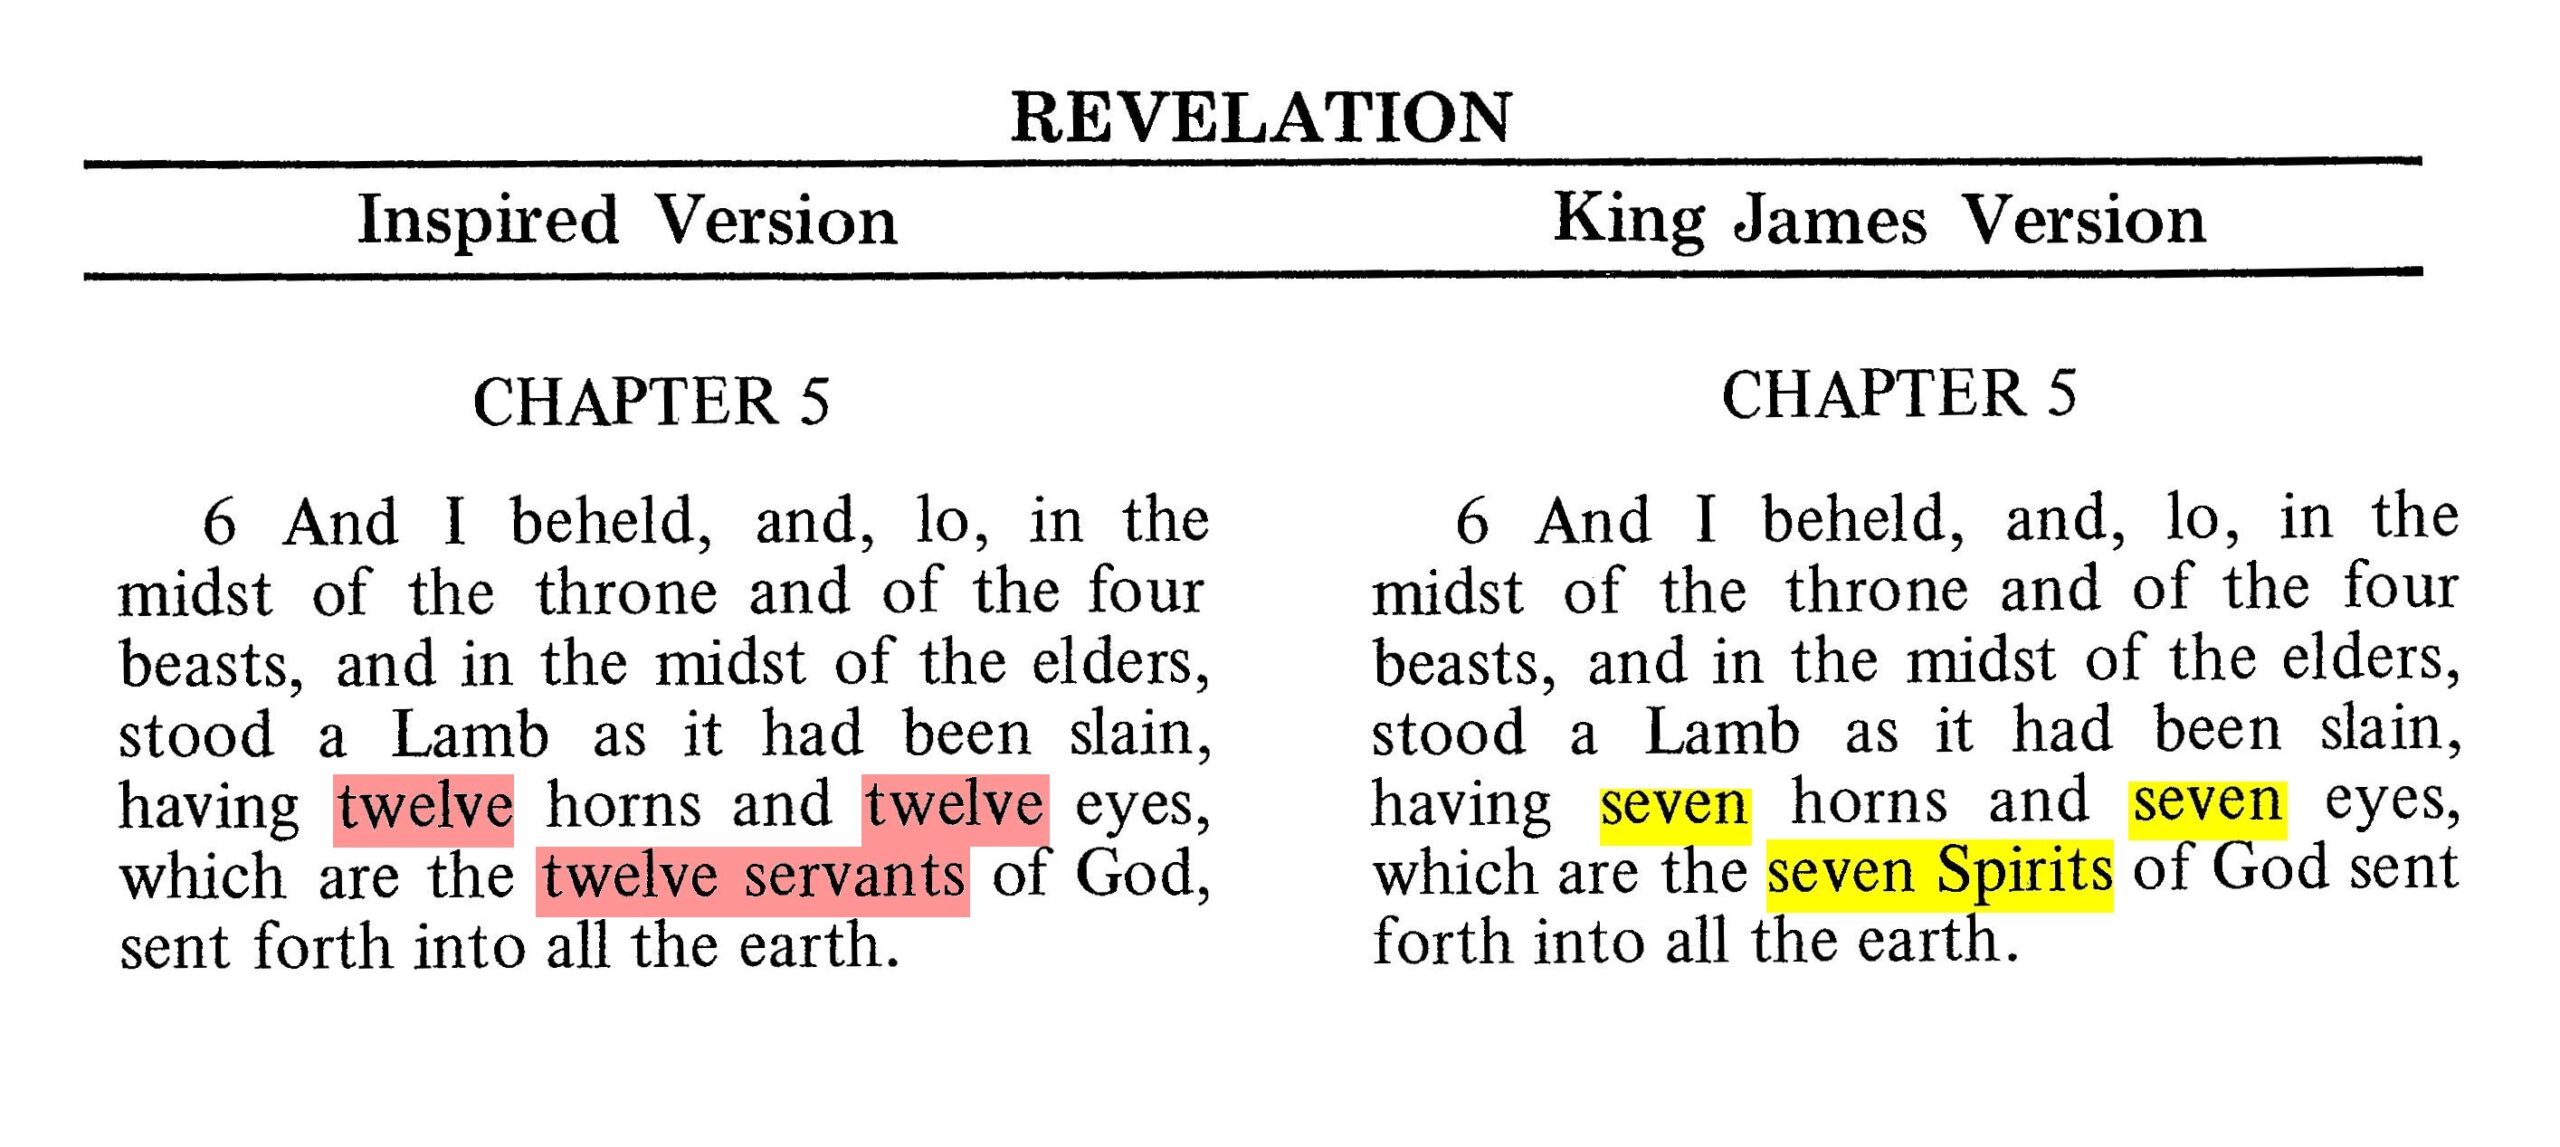 REVELATION
Inspired Version
King James Version
CHAPTER 5
6 And I beheld, and, lo, in the
midst of the throne and of the four
beasts, and in the midst of the elders,
stood a Lamb as it had been slain,
having twelve horns and twelve eyes,
which are the twelve servants of God,
sent forth into all the earth.
CHAPTER 5
6 And I beheld, and, lo, in the
midst of the throne and of the four
beasts, and in the midst of the elders,
stood a Lamb as it had been slain,
having seven horns and seven eyes,
which are the seven Spirits of God sent
forth into all the earth.